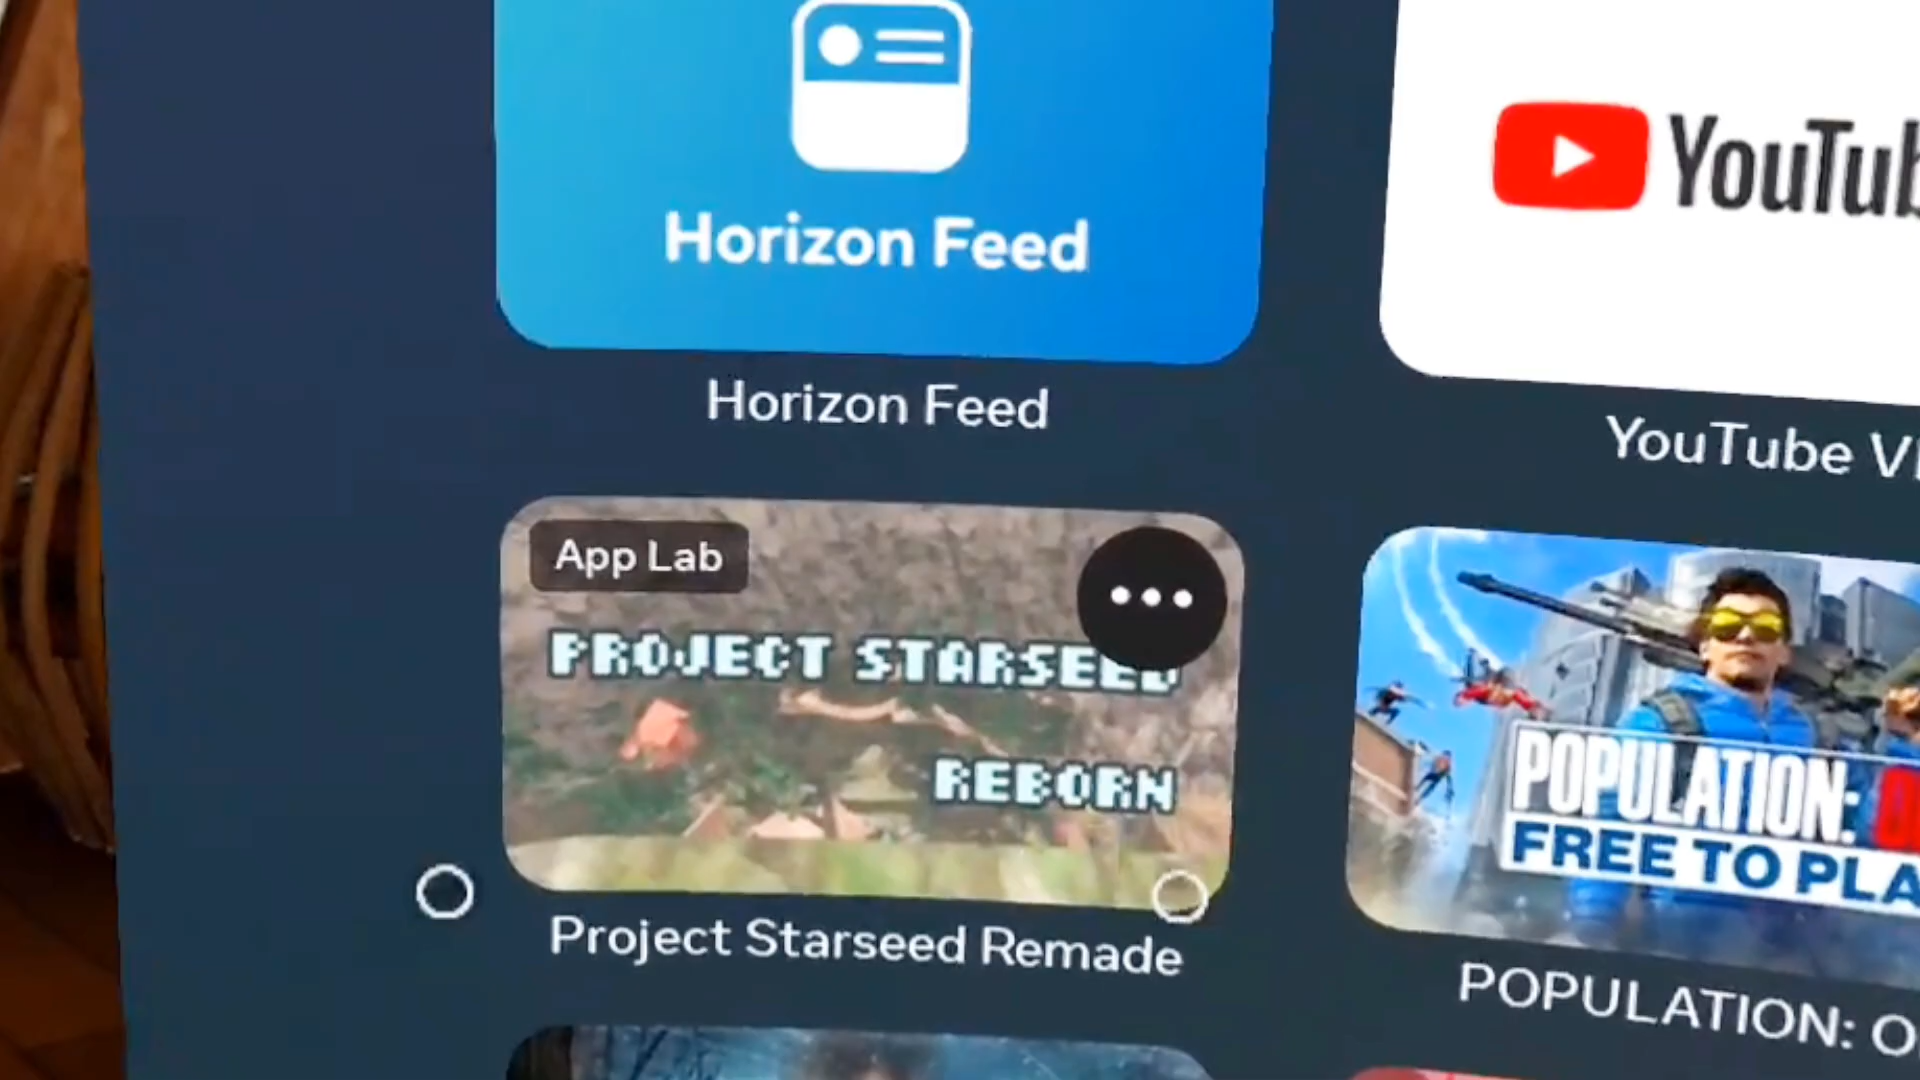 Horizon Feed
YouTub
Horizon Feed
YouTube V
App Lab
PROJECT STARSEED
REBORN
POPULATION:
FREE TO PLA
Project Starseed Remade
POPULATION: O